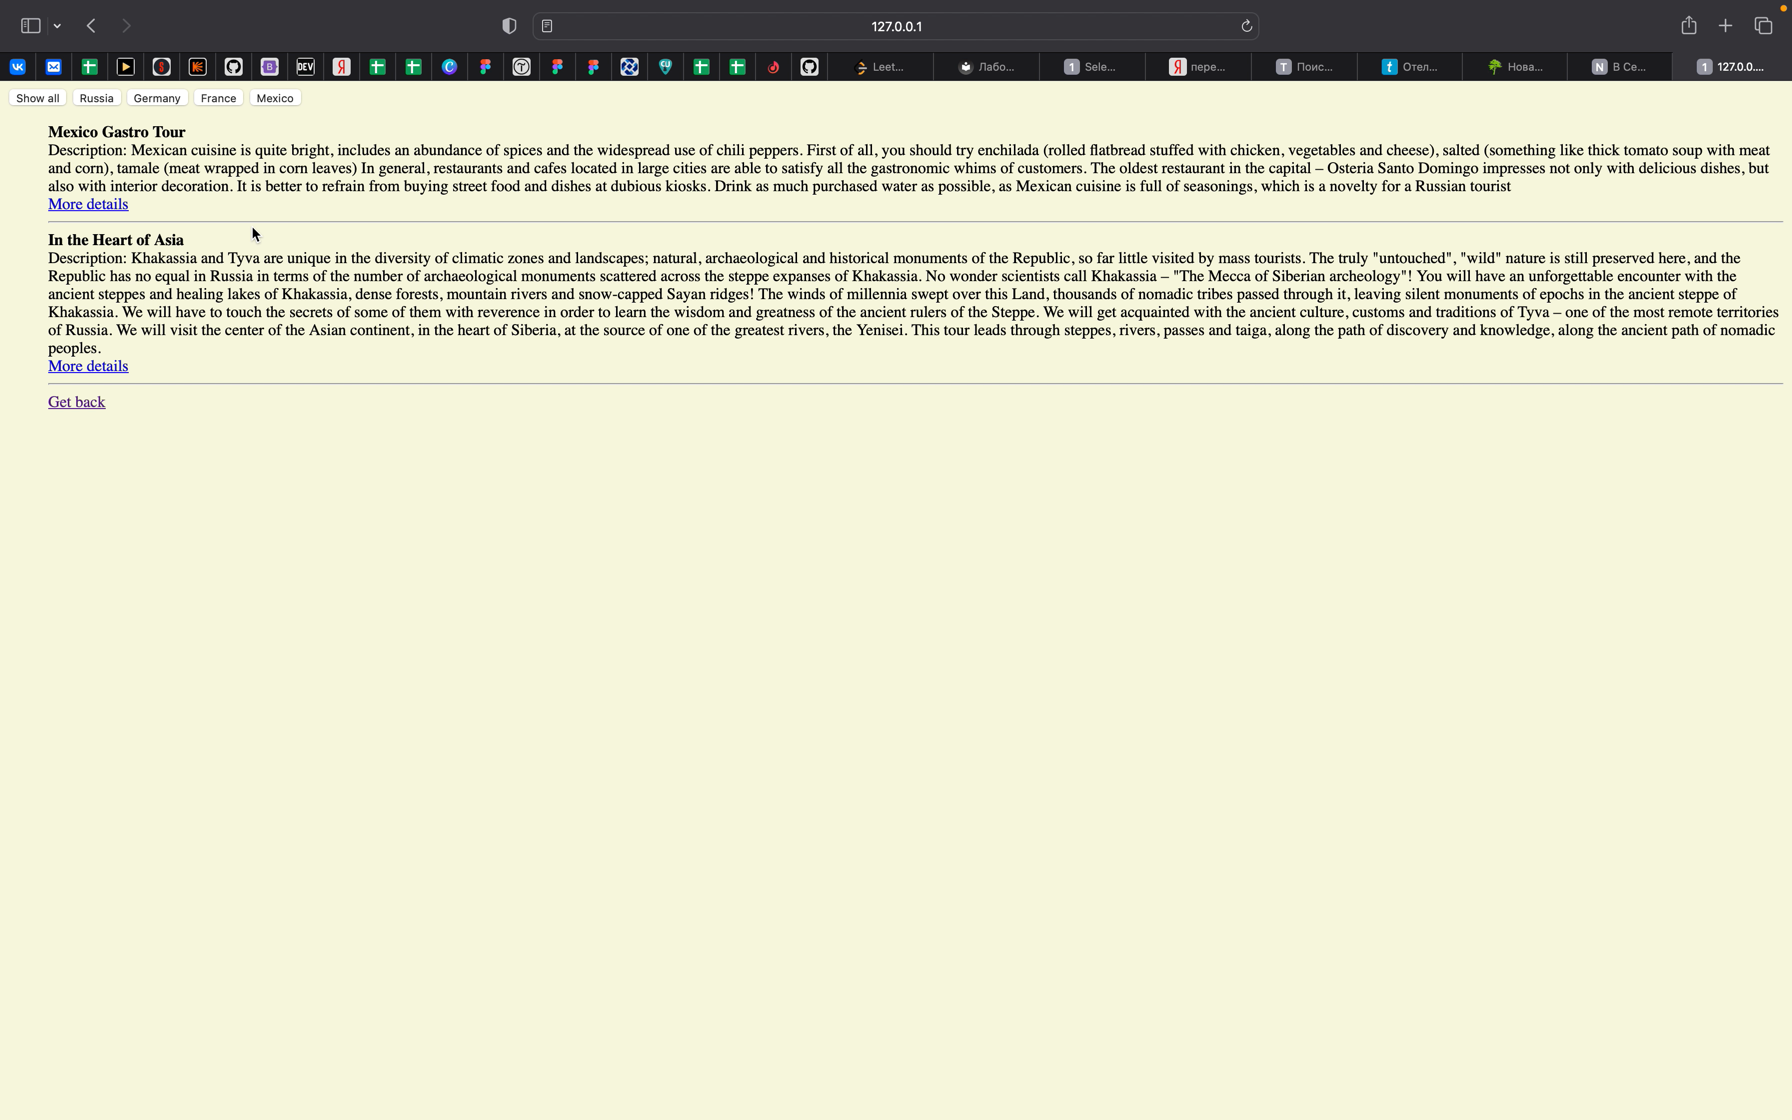 127.0.0.1
DEV
Leet...
Лабо...
1 Sele...
Я пере...
T Поис...
t Отел...
Нова...
N В Се...
1 127.0.0....
Show all Russia Germany France Mexico
Mexico Gastro Tour
Description: Mexican cuisine is quite bright, includes an abundance of spices and the widespread use of chili peppers. First of all, you should try enchilada (rolled flatbread stuffed with chicken, vegetables and cheese), salted (something like thick tomato soup with meat
and corn), tamale (meat wrapped in corn leaves) In general, restaurants and cafes located in large cities are able to satisfy all the gastronomic whims of customers. The oldest restaurant in the capital – Osteria Santo Domingo impresses not only with delicious dishes, but
also with interior decoration. It is better to refrain from buying street food and dishes at dubious kiosks. Drink as much purchased water as possible, as Mexican cuisine is full of seasonings, which is a novelty for a Russian tourist
More details
In the Heart of Asia
Description: Khakassia and Tyva are unique in the diversity of climatic zones and landscapes; natural, archaeological and historical monuments of the Republic, so far little visited by mass tourists. The truly "untouched", "wild" nature is still preserved here, and the
Republic has no equal in Russia in terms of the number of archaeological monuments scattered across the steppe expanses of Khakassia. No wonder scientists call Khakassia – "The Mecca of Siberian archeology"! You will have an unforgettable encounter with the
ancient steppes and healing lakes of Khakassia, dense forests, mountain rivers and snow-capped Sayan ridges! The winds of millennia swept over this Land, thousands of nomadic tribes passed through it, leaving silent monuments of epochs in the ancient steppe of
Khakassia. We will have to touch the secrets of some of them with reverence in order to learn the wisdom and greatness of the ancient rulers of the Steppe. We will get acquainted with the ancient culture, customs and traditions of Tyva – one of the most remote territories
of Russia. We will visit the center of the Asian continent, in the heart of Siberia, at the source of one of the greatest rivers, the Yenisei. This tour leads through steppes, rivers, passes and taiga, along the path of discovery and knowledge, along the ancient path of nomadic
peoples.
More details
Get back